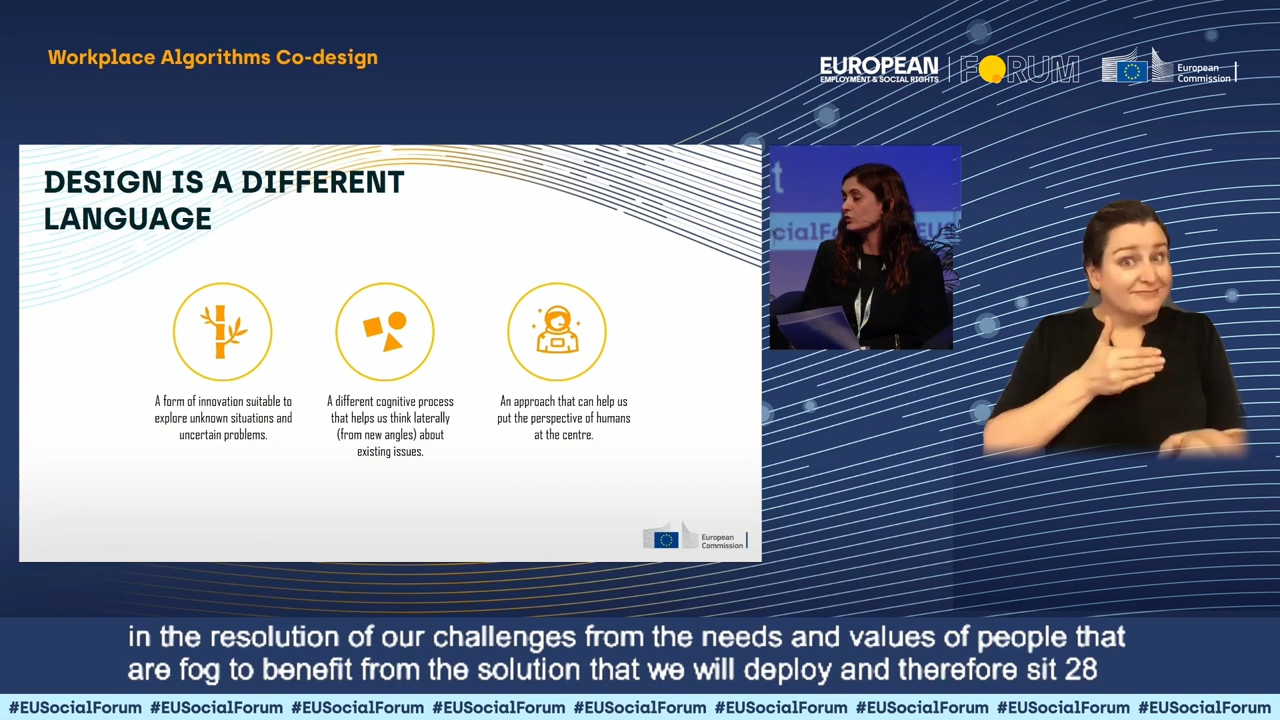 Workplace Algorithms Co-design
EUROPEAN
EMPLOYMENT & SOCIAL RIGHTS
FORUM
European
Commission
DESIGN IS A DIFFERENT
LANGUAGE
A form of innovation suitable to
explore unknown situations and
uncertain problems.
A different cognitive process
that helps us think laterally
(from new angles) about
existing issues.
An approach that can help us
put the perspective of humans
at the centre.
European
Commission
t
cialFo
EUS
in the resolution of our challenges from the needs and values of people that
are fog to benefit from the solution that we will deploy and therefore sit 28
#EUSocialForum #EUSocialForum #EUSocialForum #EUSocialForum #EUSocialForum #EUSocialForum #EUSocialForum #EUSocialForum #EUSocialForum